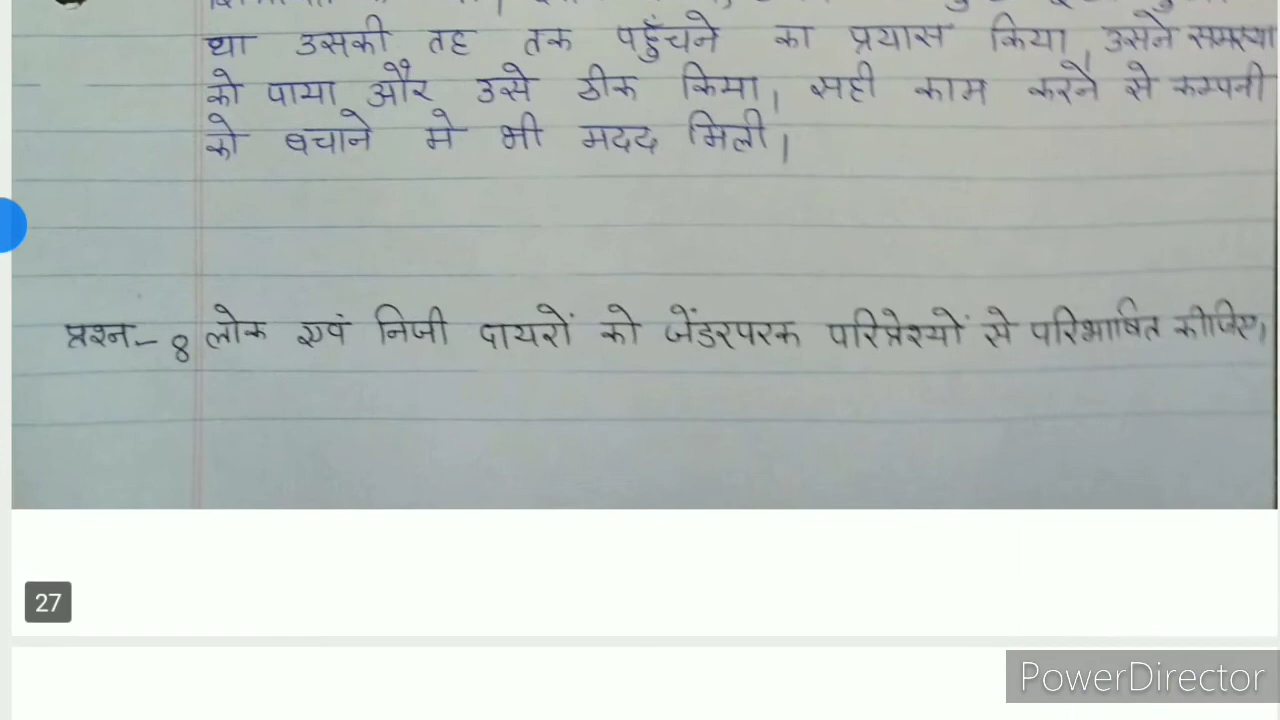 था उसकी तह तक पहुँचने का प्रयास किया, उसने समस्या
को पाया और उसे ठीक किया, सही काम करने से कम्पनी
को बचाने मे भी मदद मिली।
प्रश्न- 8 लोक एवं निजी दायरों को जेंडरपरक परिप्रेश्यों से परिभाषित कीजिए।
27
PowerDirector